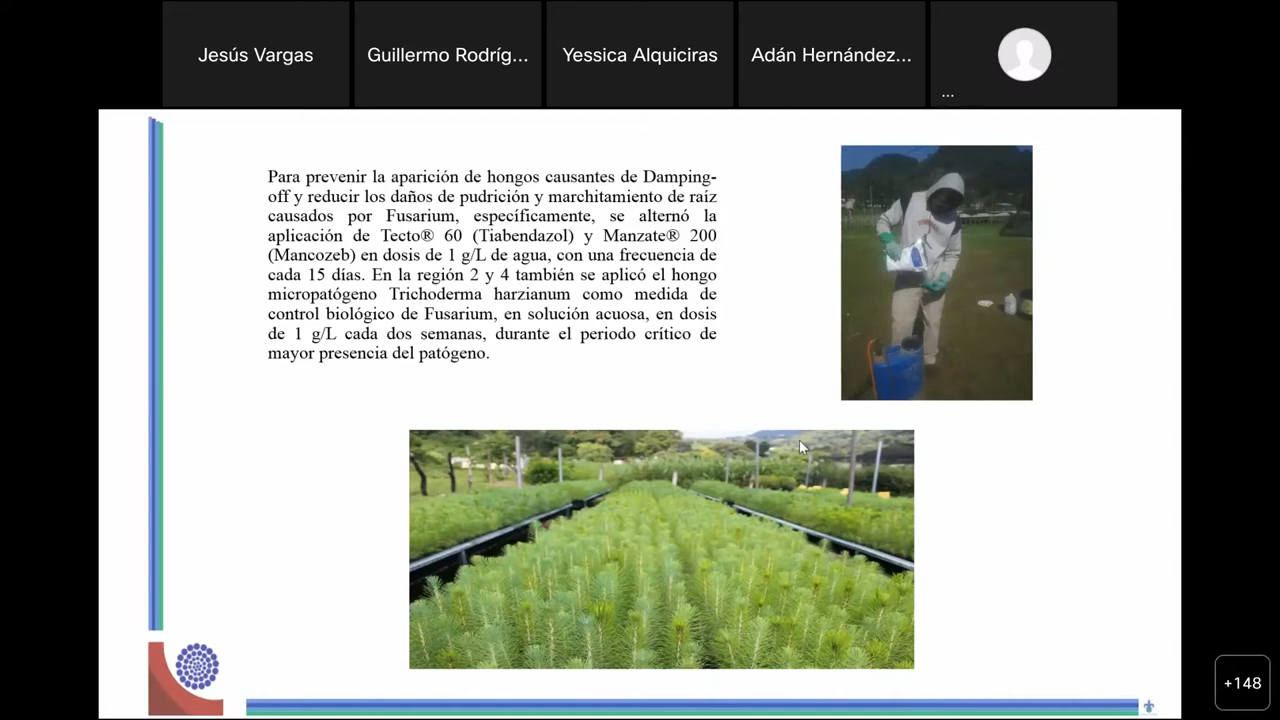 Jesús Vargas
Guillermo Rodríg...
Yessica Alquiciras
Adán Hernández...
...
Para prevenir la aparición de hongos causantes de Damping-
off y reducir los daños de pudrición y marchitamiento de raíz
causados por Fusarium, específicamente, se alternó la
aplicación de Tecto® 60 (Tiabendazol) y Manzate® 200
(Mancozeb) en dosis de 1 g/L de agua, con una frecuencia de
cada 15 días. En la región 2 y 4 también se aplicó el hongo
micropatógeno Trichoderma harzianum como medida de
control biológico de Fusarium, en solución acuosa, en dosis
de 1 g/L cada dos semanas, durante el periodo crítico de
mayor presencia del patógeno.
+148